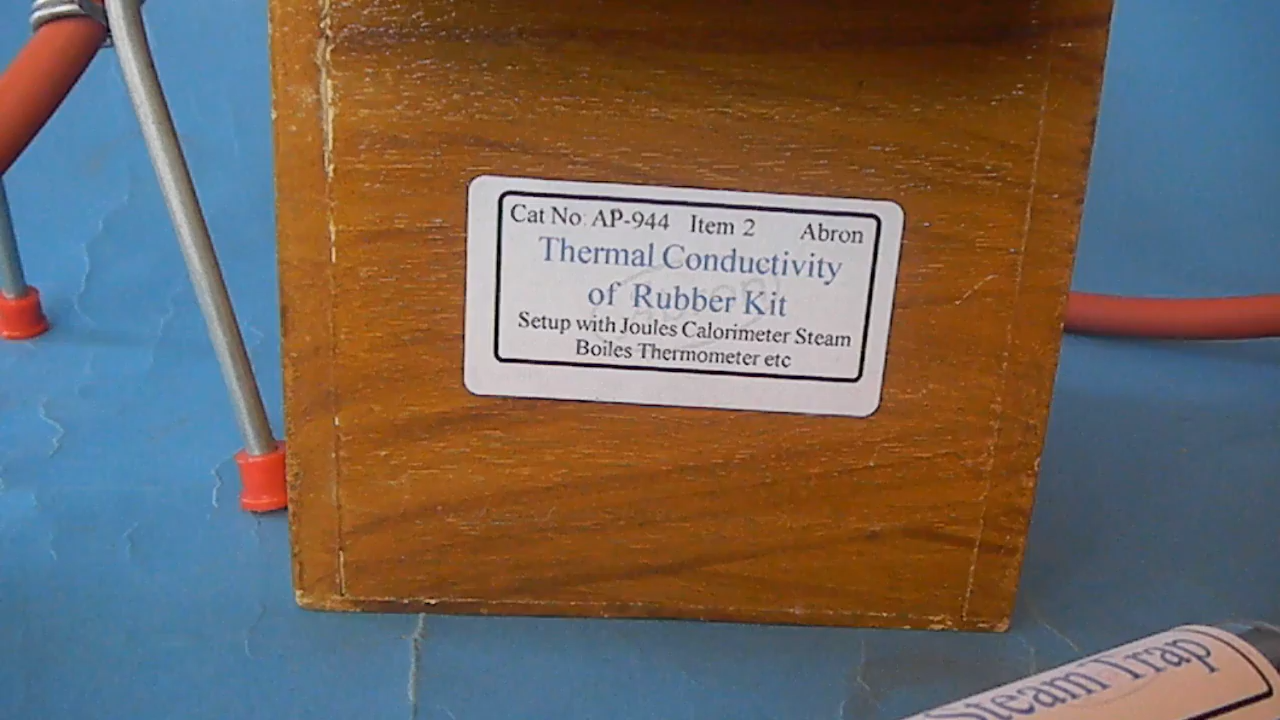 Cat No: AP-944 Item 2 Abron
Thermal Conductivity
of Rubber Kit
Setup with Joules Calorimeter Steam
Boiles Thermometer etc
Steam Trap